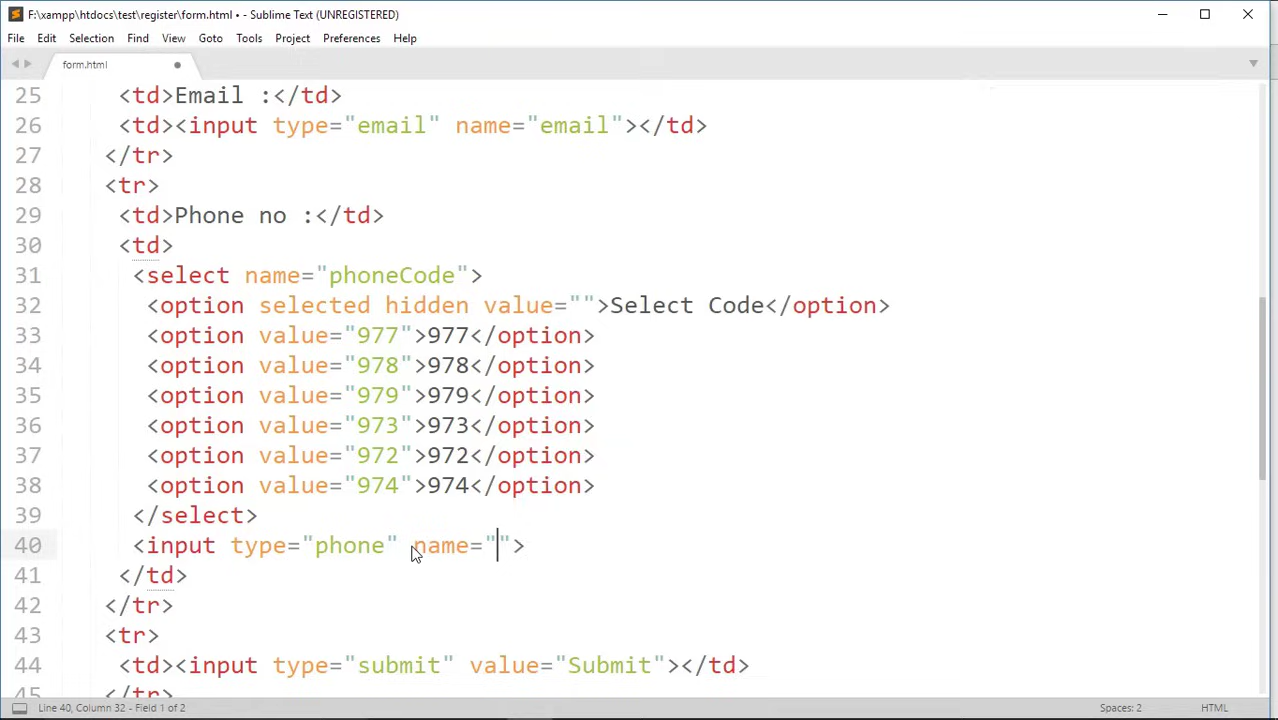 F:\xampp\htdocs\test\register\form.html • - Sublime Text (UNREGISTERED)
File Edit Selection Find View Goto Tools Project Preferences Help
form.html
25 <td>Email :</td>
26 <td><input type="email" name="email"></td>
27 </tr>
28 <tr>
29 <td>Phone no :</td>
30 <td>
31 <select name="phoneCode">
32 <option selected hidden value="">Select Code</option>
33 <option value="977">977</option>
34 <option value="978">978</option>
35 <option value="979">979</option>
36 <option value="973">973</option>
37 <option value="972">972</option>
38 <option value="974">974</option>
39 </select>
40 <input type="phone" name="">
41 </td>
42 </tr>
43 <tr>
44 <td><input type="submit" value="Submit"></td>
45 </tr>
Line 40, Column 32 - Field 1 of 2 Spaces: 2 HTML